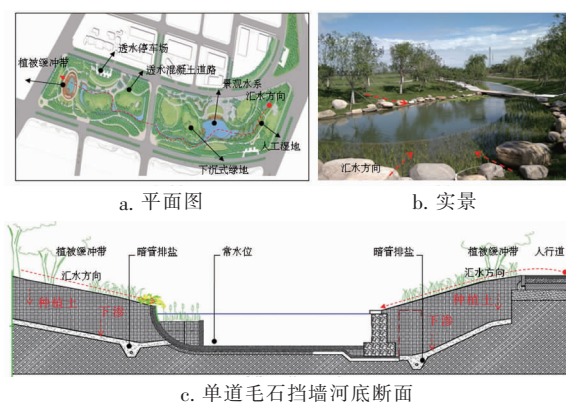 透水停车场
植被缓冲带
透水混凝土道路
景观水系
汇水方向
人工湿地
下沉式绿地
a. 平面图
汇水方向
b. 实景
植被缓冲带 暗管排盐 常水位 暗管排盐 植被缓冲带 人行道
汇水方向 汇水方向
种植土 种植土
下渗 下渗
c. 单道毛石挡墙河底断面